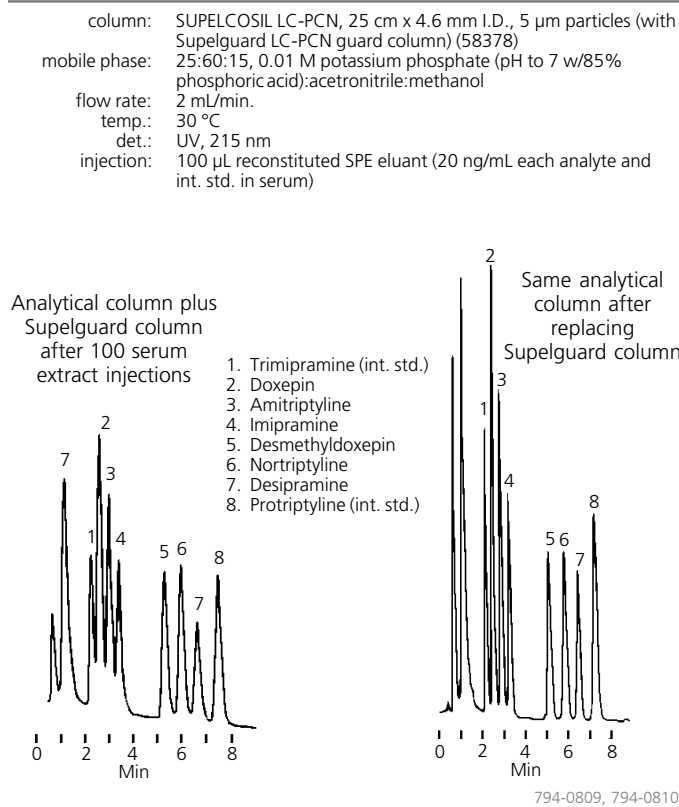 column: SUPELCOSIL LC-PCN, 25 cm x 4.6 mm I.D., 5 µm particles (with
Supelguard LC-PCN guard column) (58378)
mobile phase: 25:60:15, 0.01 M potassium phosphate (pH to 7 w/85%
phosphoric acid):acetronitrile:methanol
flow rate: 2 mL/min.
temp.: 30 °C
det.: UV, 215 nm
injection: 100 µL reconstituted SPE eluant (20 ng/mL each analyte and
int. std. in serum)
Analytical column plus
Supelguard column
after 100 serum
extract injections
1. Trimipramine (int. std.)
2. Doxepin
3. Amitriptyline
4. Imipramine
5. Desmethyldoxepin
6. Nortriptyline
7. Desipramine
8. Protriptyline (int. std.)
Same analytical
column after
replacing
Supelguard column
7
1
2
3
4
5
6
7
8
0 2 4 6 8
Min
1
2
3
4
5
6
7
8
0 2 4 6 8
Min
794-0809, 794-0810